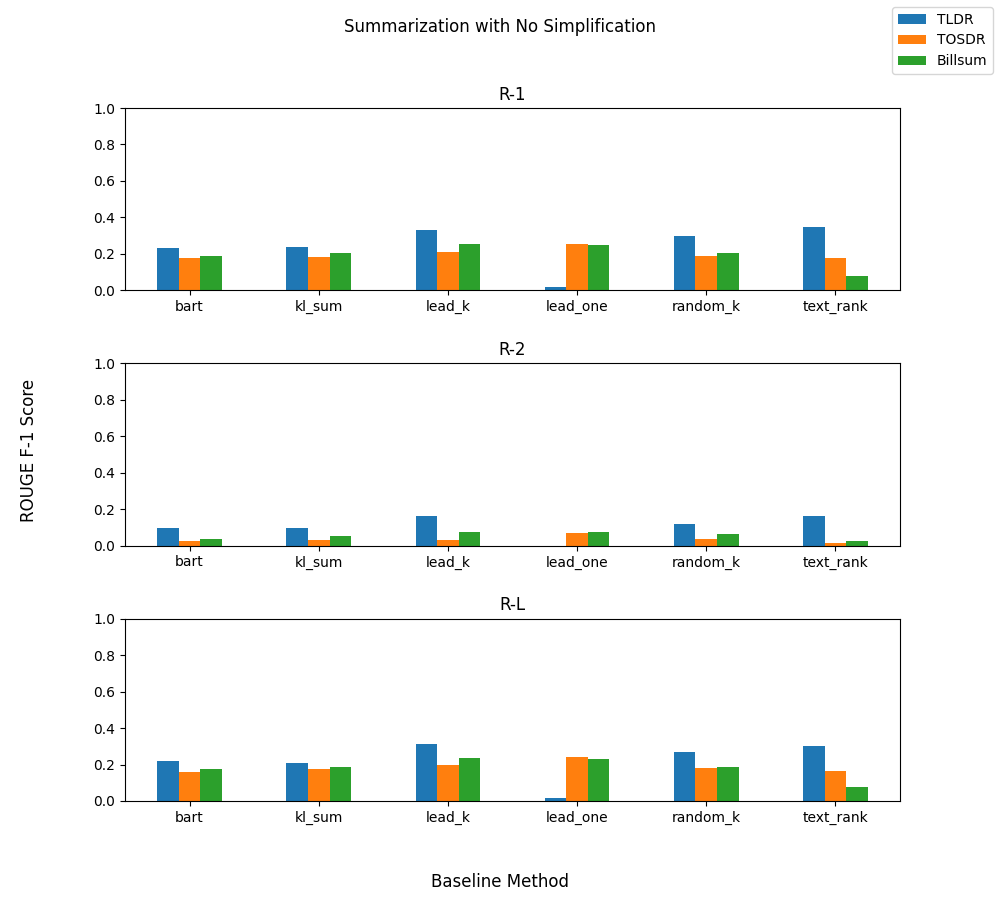 Summarization with No Simplification
TLDR
TOSDR
Billsum
R-1
1.0
0.8
0.6
0.4
0.2
0.0
bart kl_sum lead_k lead_one random_k text_rank
R-2
1.0
0.8
0.6
0.4
0.2
0.0
bart kl_sum lead_k lead_one random_k text_rank
ROUGE F-1 Score
R-L
1.0
0.8
0.6
0.4
0.2
0.0
bart kl_sum lead_k lead_one random_k text_rank
Baseline Method